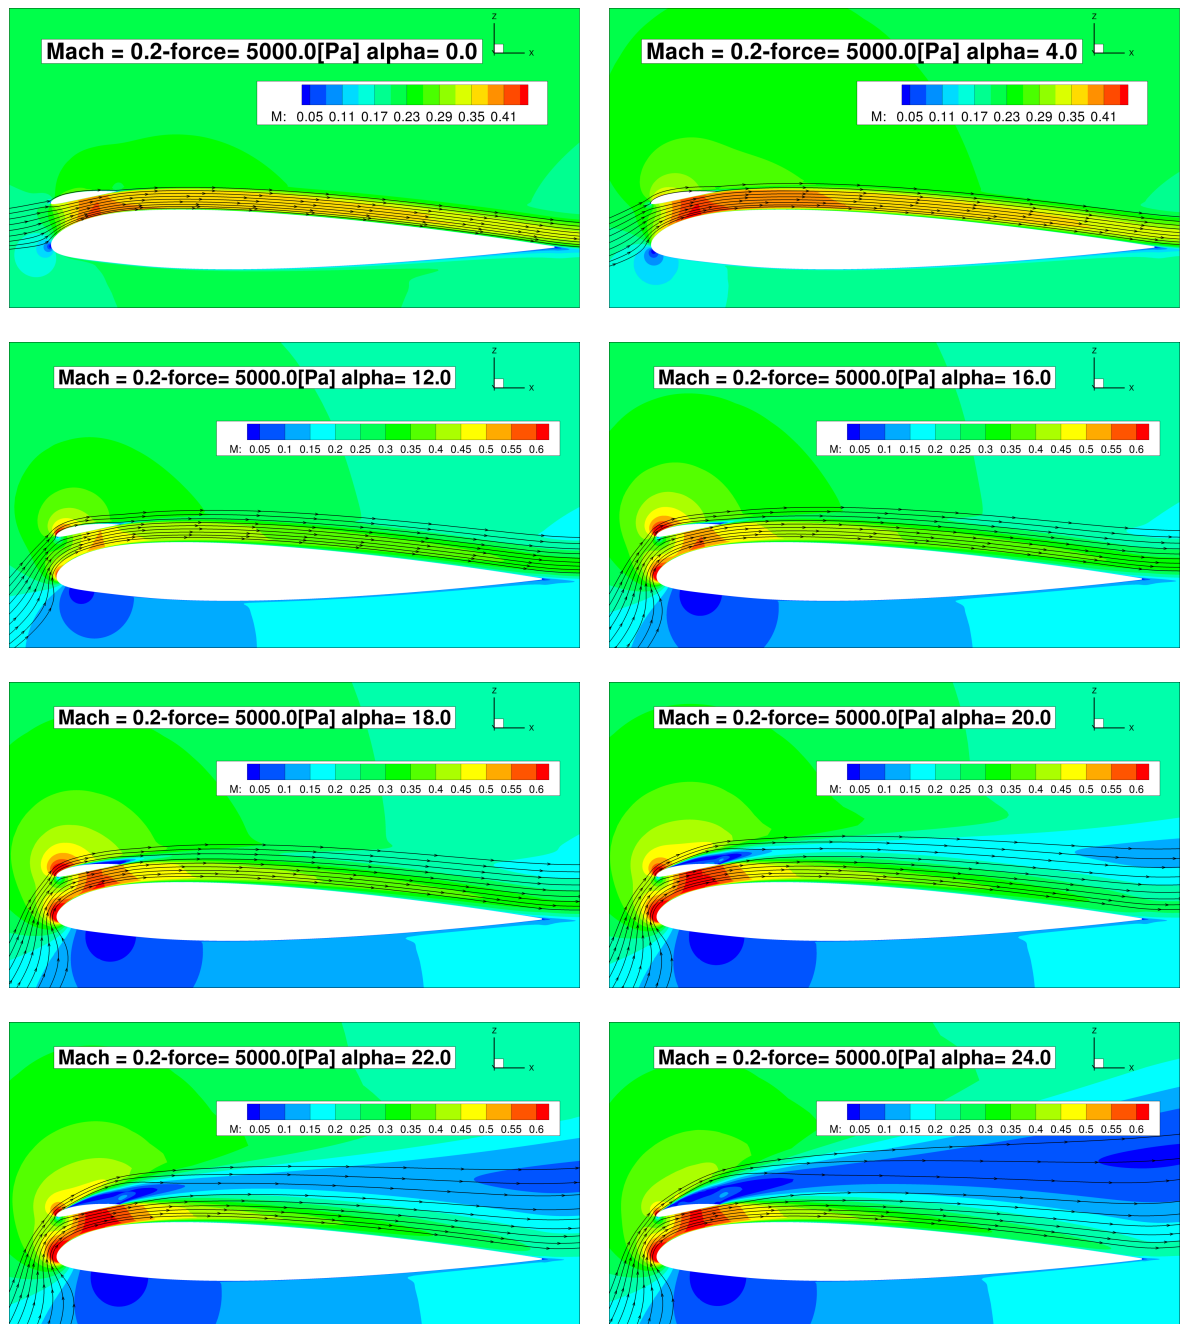 Z
X
Mach = 0.2-force= 5000.0[Pa] alpha= 0.0
M: 0.05 0.11 0.17 0.23 0.29 0.35 0.41
Z
X
Mach = 0.2-force= 5000.0[Pa] alpha= 4.0
M: 0.05 0.11 0.17 0.23 0.29 0.35 0.41
Z
X
Mach = 0.2-force= 5000.0[Pa] alpha= 12.0
M: 0.05 0.1 0.15 0.2 0.25 0.3 0.35 0.4 0.45 0.5 0.55 0.6
Z
X
Mach = 0.2-force= 5000.0[Pa] alpha= 16.0
M: 0.05 0.1 0.15 0.2 0.25 0.3 0.35 0.4 0.45 0.5 0.55 0.6
Z
X
Mach = 0.2-force= 5000.0[Pa] alpha= 18.0
M: 0.05 0.1 0.15 0.2 0.25 0.3 0.35 0.4 0.45 0.5 0.55 0.6
Z
X
Mach = 0.2-force= 5000.0[Pa] alpha= 20.0
M: 0.05 0.1 0.15 0.2 0.25 0.3 0.35 0.4 0.45 0.5 0.55 0.6
Z
X
Mach = 0.2-force= 5000.0[Pa] alpha= 22.0
M: 0.05 0.1 0.15 0.2 0.25 0.3 0.35 0.4 0.45 0.5 0.55 0.6
Z
X
Mach = 0.2-force= 5000.0[Pa] alpha= 24.0
M: 0.05 0.1 0.15 0.2 0.25 0.3 0.35 0.4 0.45 0.5 0.55 0.6